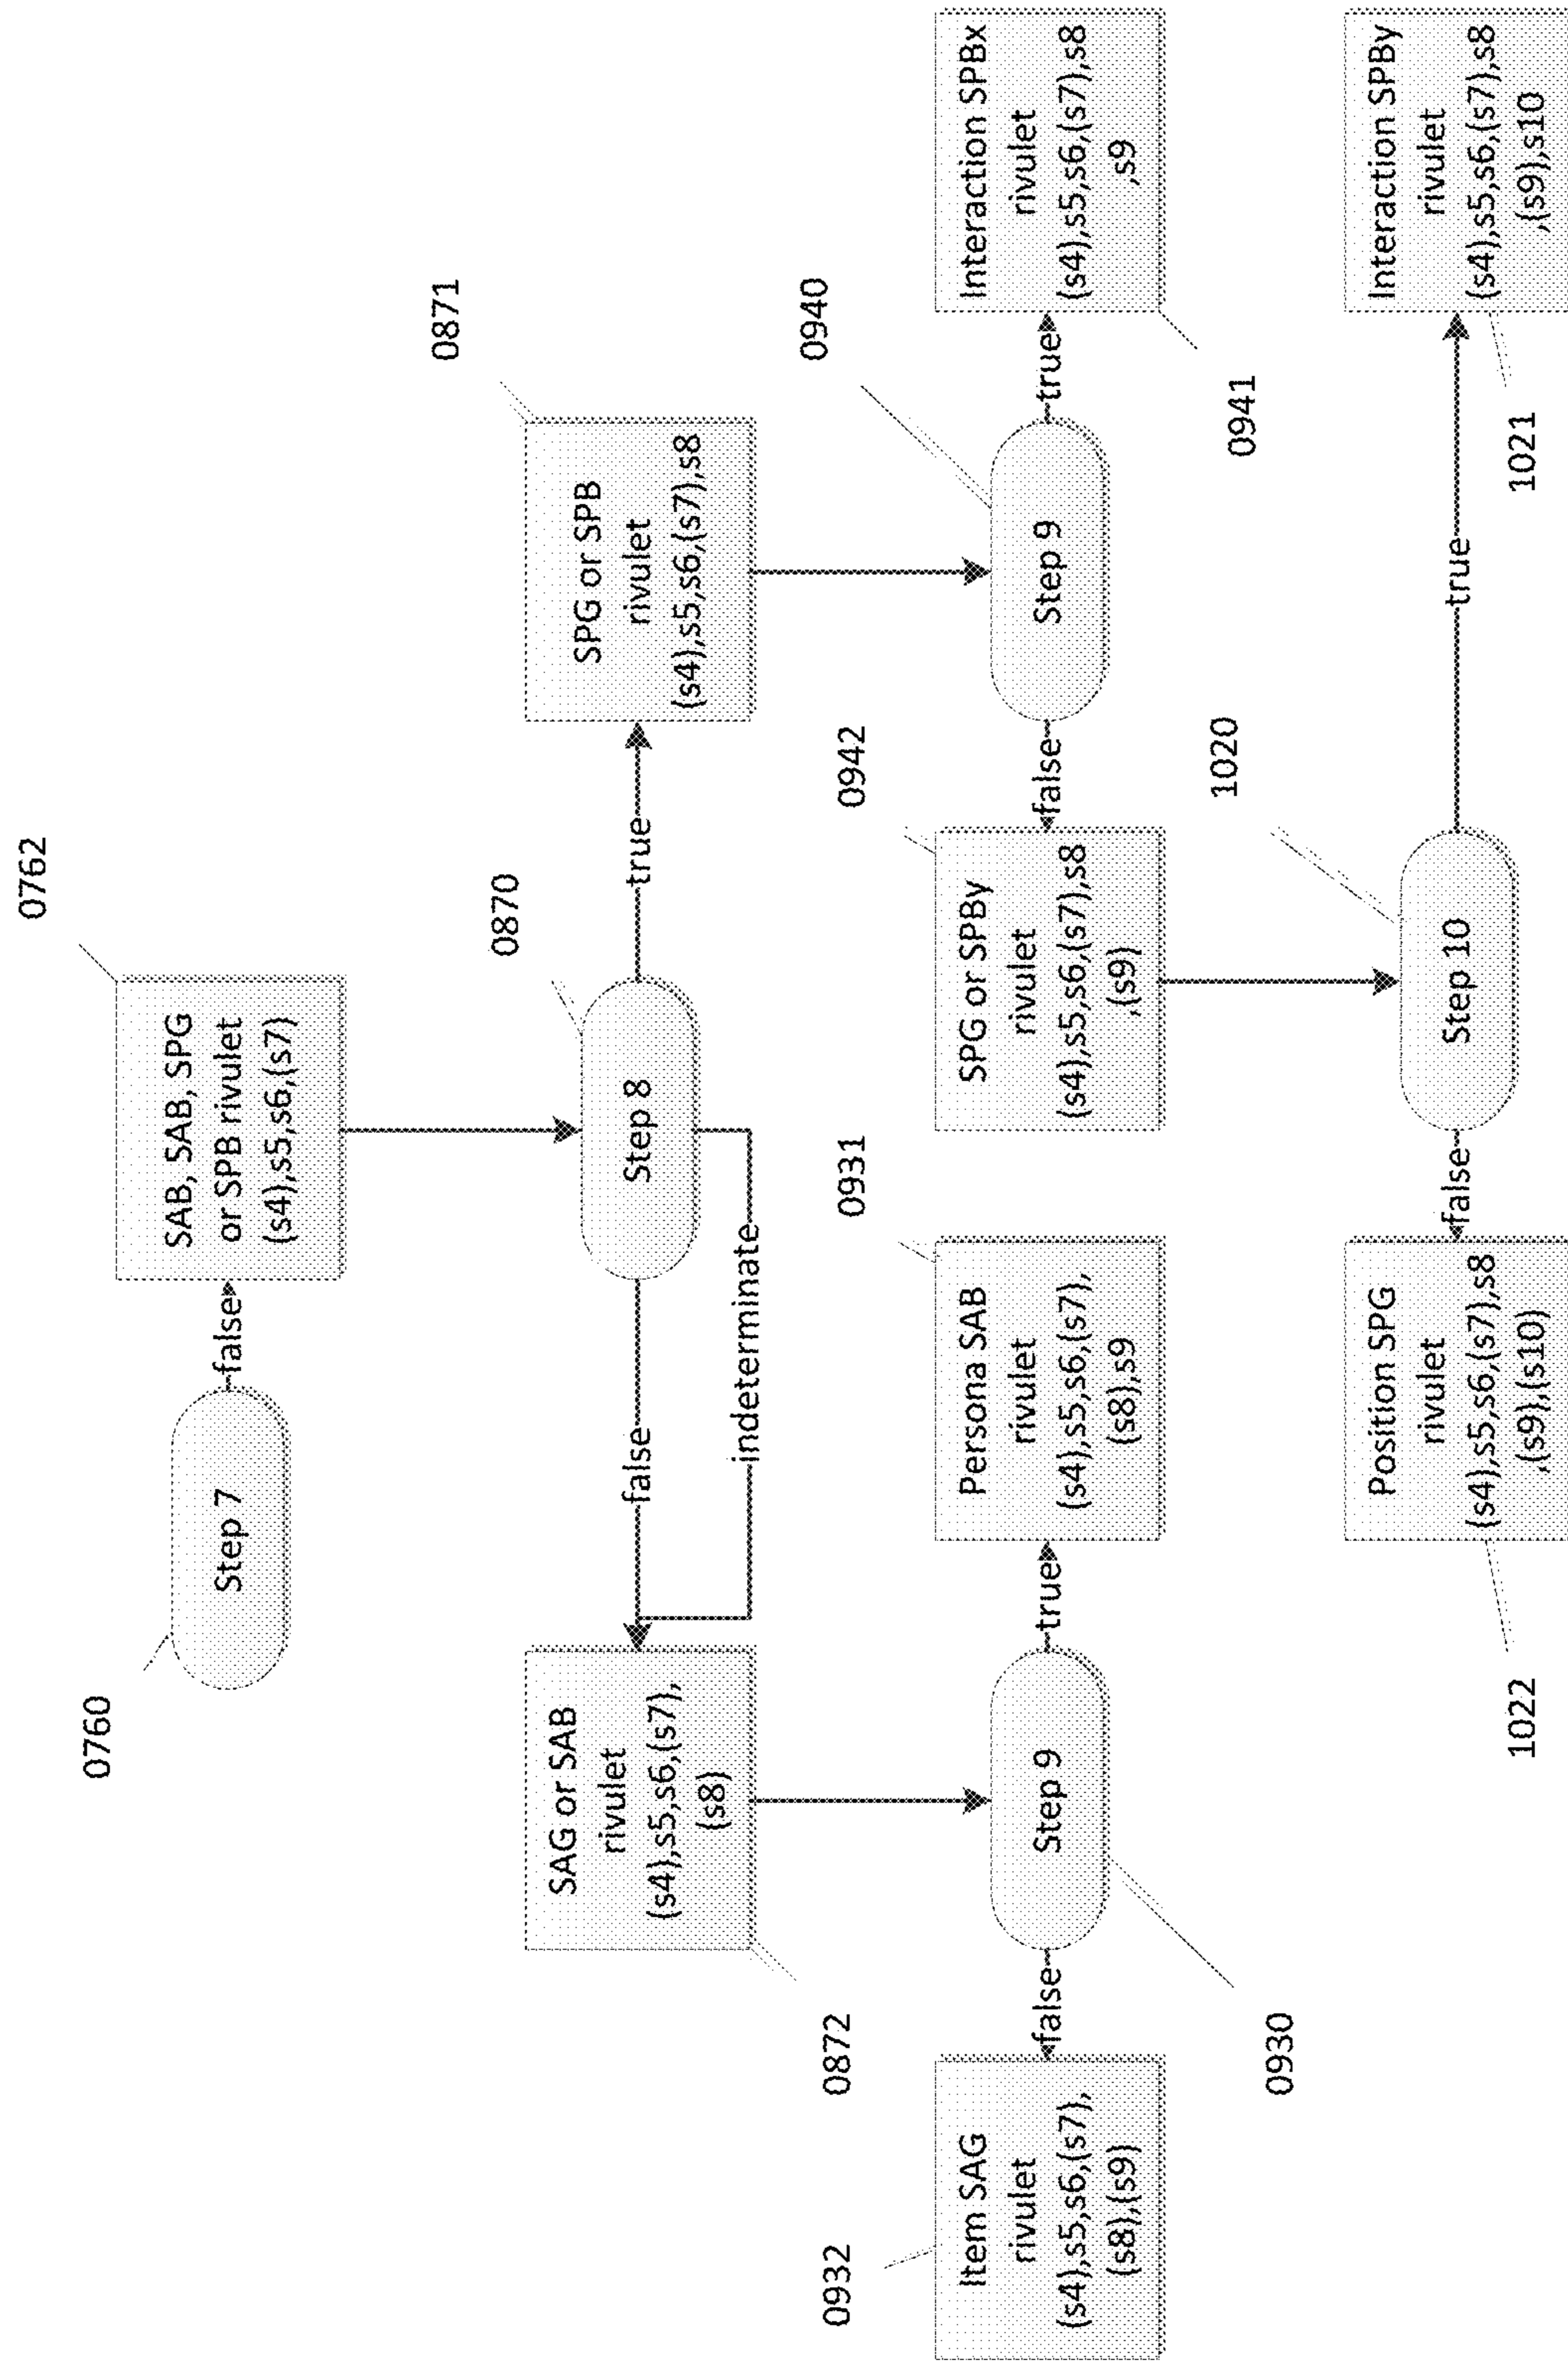 0762
0760
Step 7
false
SAB, SAB, SPG
or SPB rivulet
(s4),s5,s6,(s7)
0871
0870
SAG or SAB
rivulet
(s4),s5,s6,(s7),
(s8)
false
Step 8
true
SPG or SPB
rivulet
(s4),s5,s6,(s7),s8
indeterminate
0932
0872
0931
0942
0940
Item SAG
rivulet
(s4),s5,s6,(s7),
(s8),(s9)
false
Step 9
true
Persona SAB
rivulet
(s4),s5,s6,(s7),
(s8),s9
SPG or SPBy
rivulet
(s4),s5,s6,(s7),s8
,(s9)
false
Step 9
true
Interaction SPBx
rivulet
(s4),s5,s6,(s7),s8
,s9
0930
1020
0941
Position SPG
rivulet
(s4),s5,s6,(s7),s8
,(s9),(s10)
false
Step 10
true
Interaction SPBy
rivulet
(s4),s5,s6,(s7),s8
,(s9),s10
1022
1021